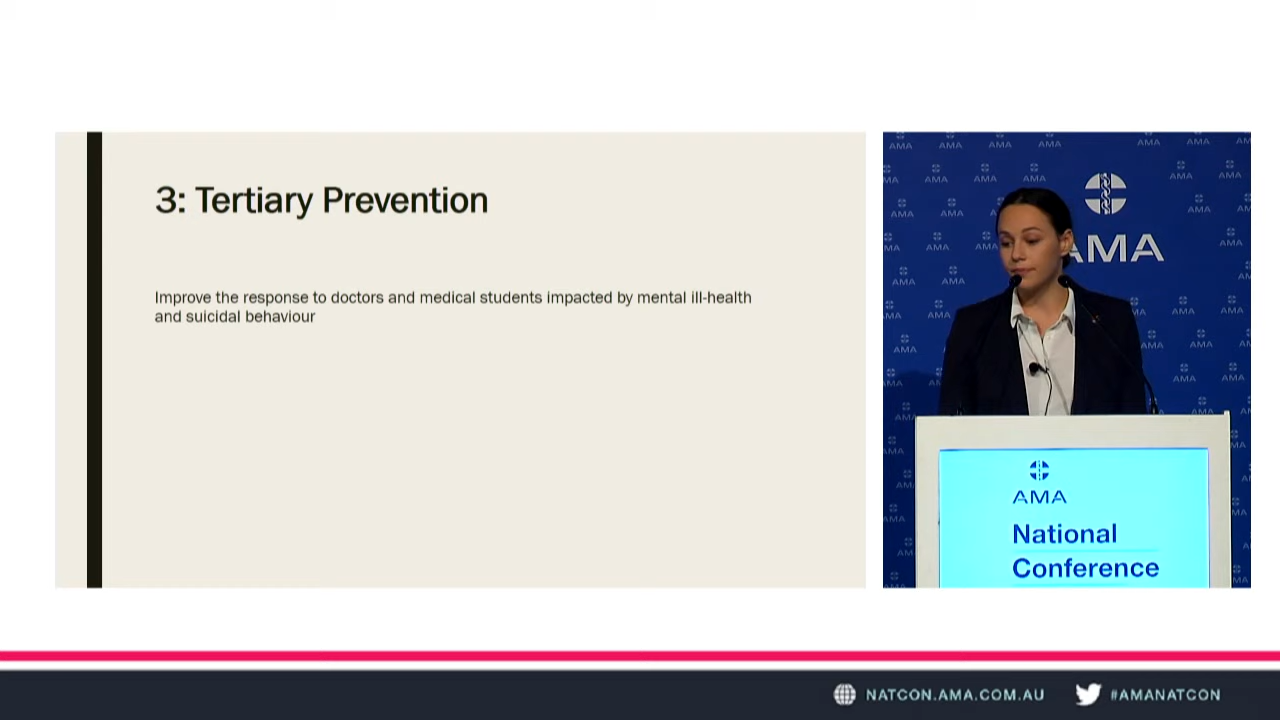 3: Tertiary Prevention
Improve the response to doctors and medical students impacted by mental ill-health
and suicidal behaviour
AMA
AMA
National
Conference
NATCON.AMA.COM.AU
#AMANATCON